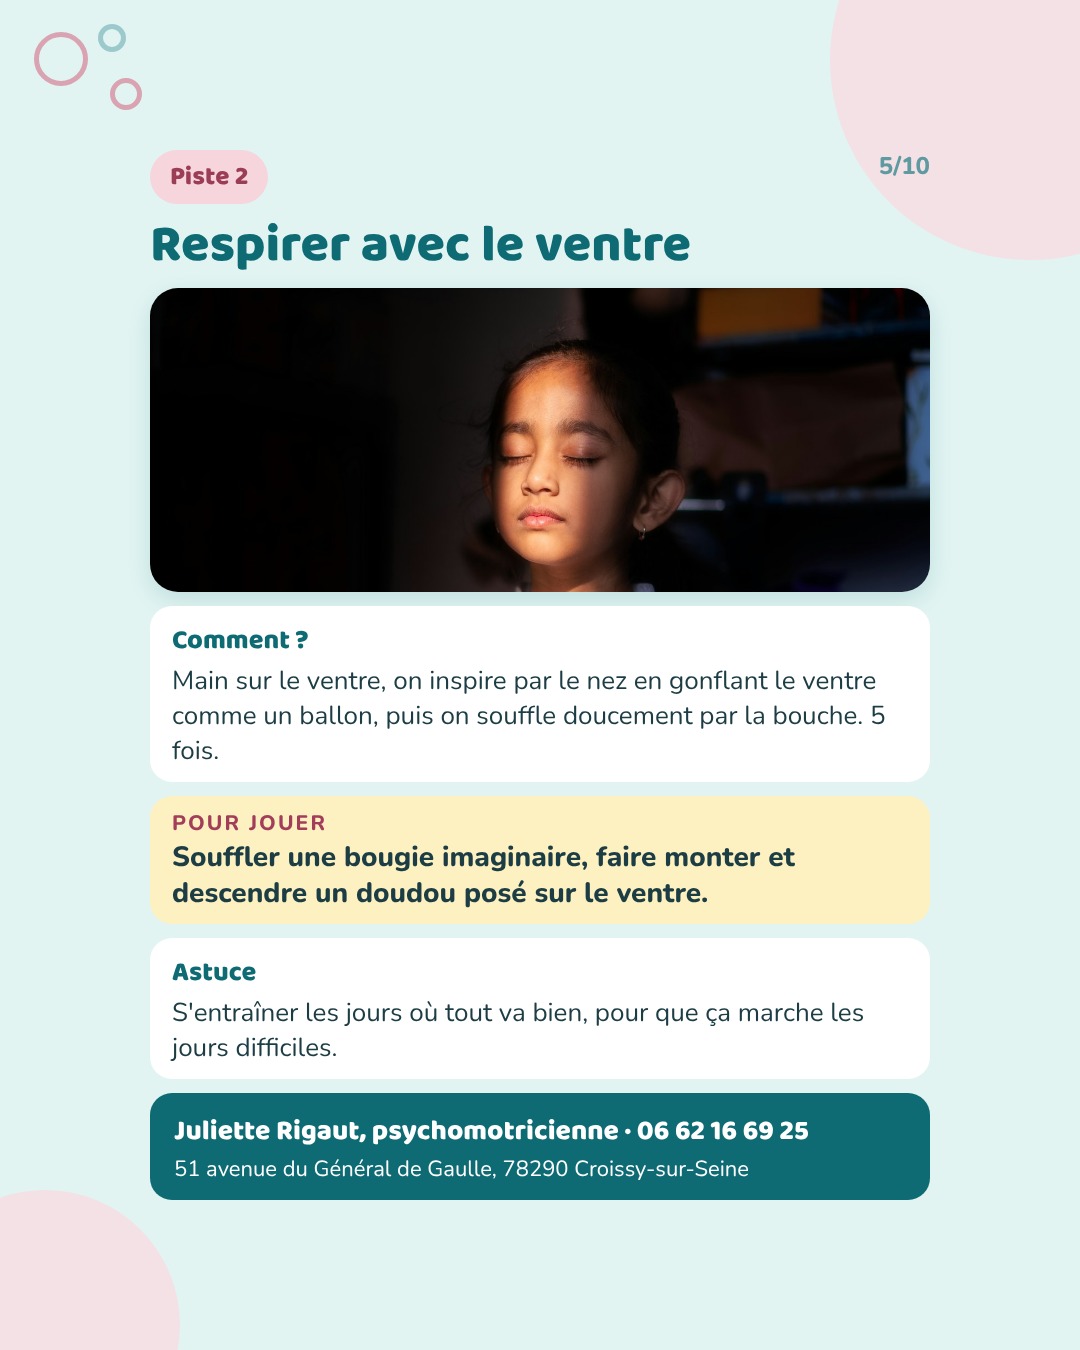 Piste 2
5/10
Respirer avec le ventre
Comment ?
Main sur le ventre, on inspire par le nez en gonflant le ventre
comme un ballon, puis on souffle doucement par la bouche. 5
fois.
POUR JOUER
Souffler une bougie imaginaire, faire monter et
descendre un doudou posé sur le ventre.
Astuce
S'entraîner les jours où tout va bien, pour que ça marche les
jours difficiles.
Juliette Rigaut, psychomotricienne · 06 62 16 69 25
51 avenue du Général de Gaulle, 78290 Croissy-sur-Seine